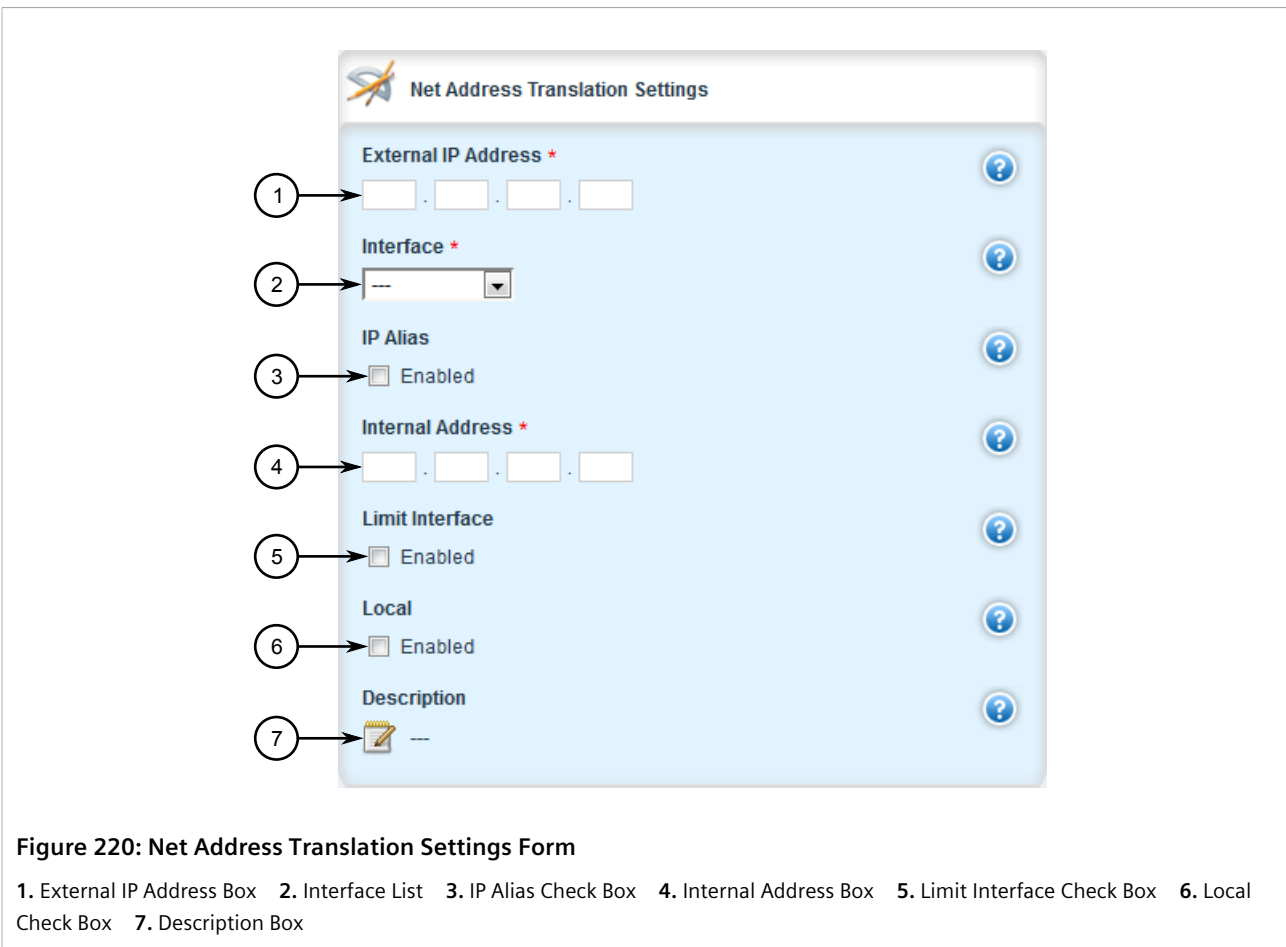 Net Address Translation Settings
External IP Address *
1
. . .
Interface *
2
---
IP Alias
3
Enabled
Internal Address *
4
. . .
Limit Interface
5
Enabled
Local
6
Enabled
Description
7
---
Figure 220: Net Address Translation Settings Form
1. External IP Address Box 2. Interface List 3. IP Alias Check Box 4. Internal Address Box 5. Limit Interface Check Box 6. Local
Check Box 7. Description Box